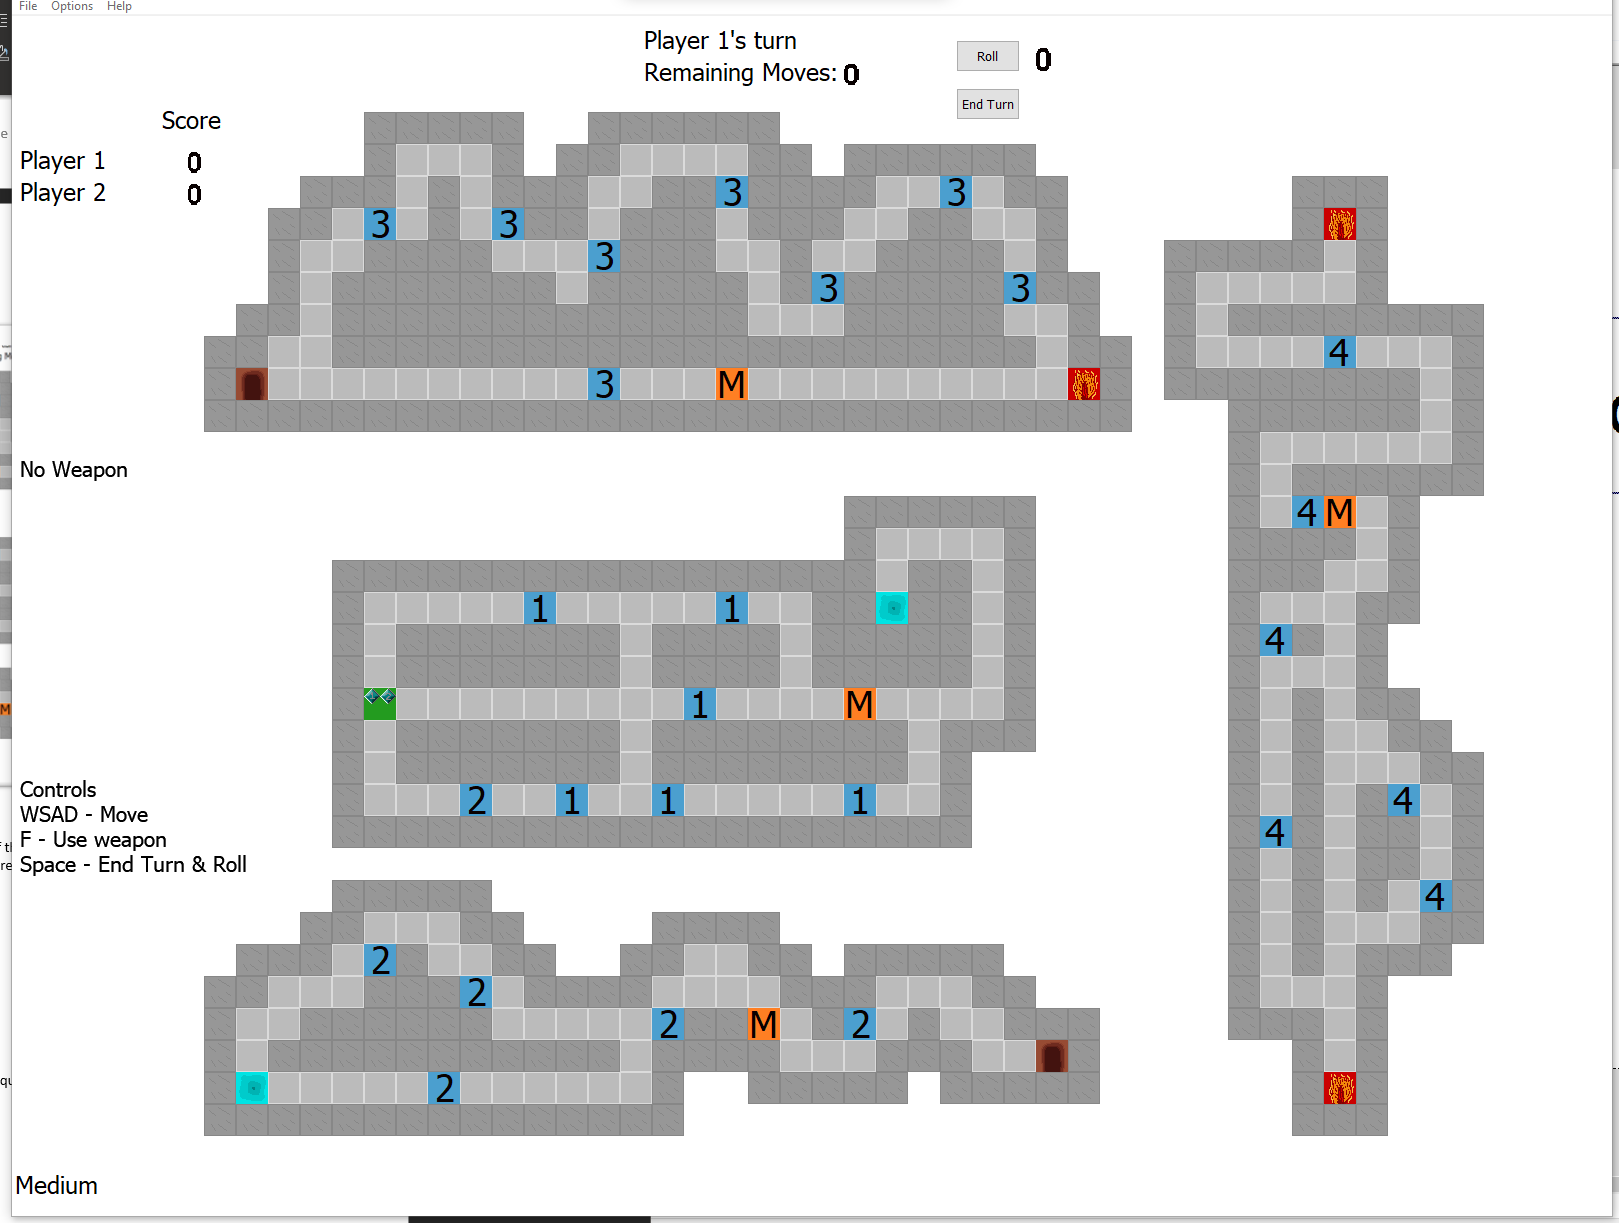 File Options Help
Player 1's turn
Remaining Moves: 0
Roll 0
End Turn
Score
Player 1 0
Player 2 0
3 3
3 3
3
3 3
3 M
4
No Weapon
4 M
1 1
4
1 M
Controls
WSAD - Move
F - Use weapon
Space - End Turn & Roll
2 1 1 1
4
4
4
2
2
2 M 2
2
Medium